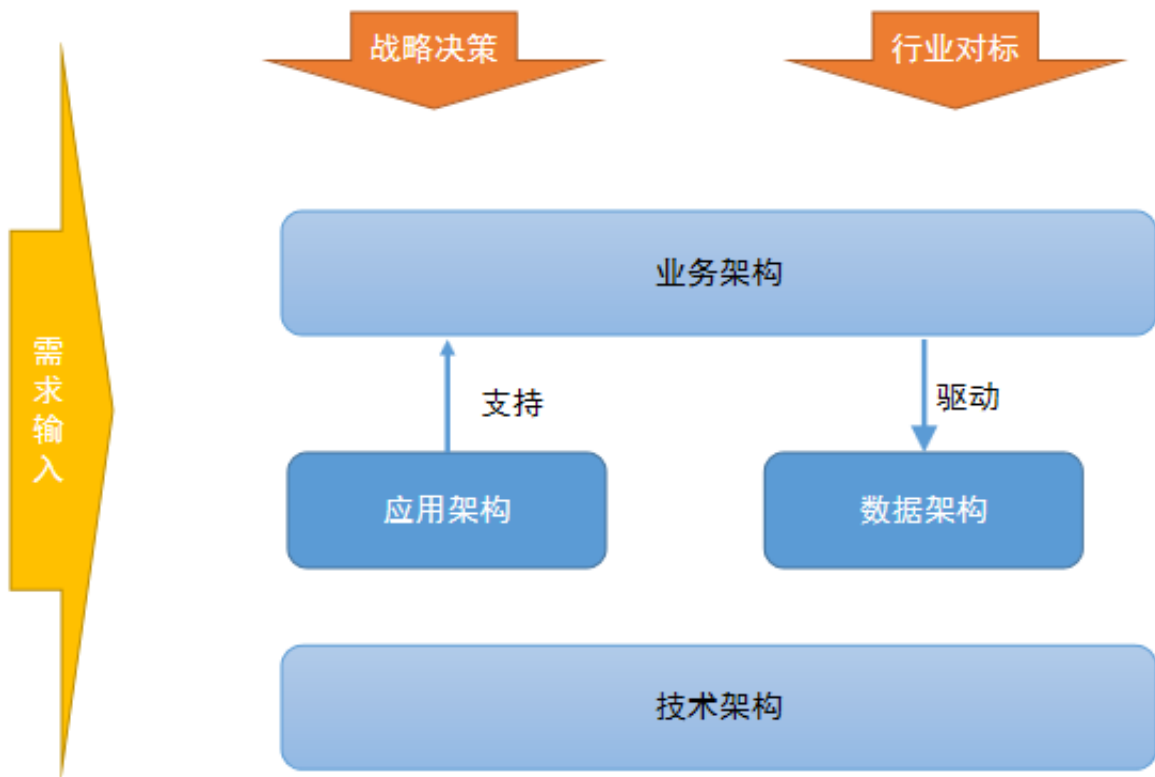 战略决策
行业对标
需求输入
业务架构
支持
驱动
应用架构
数据架构
技术架构